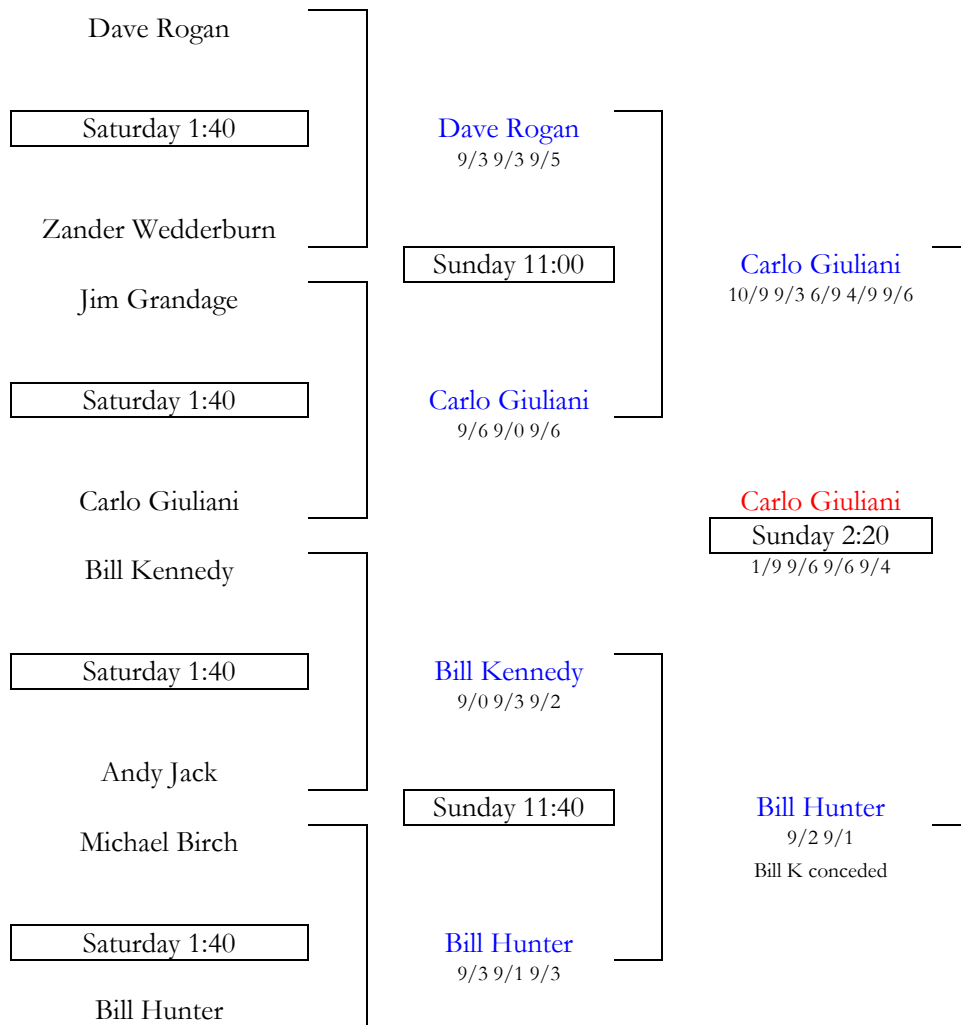 Dave Rogan
Saturday 1:40
Dave Rogan
9/3 9/3 9/5
Zander Wedderburn
Sunday 11:00
Carlo Giuliani
10/9 9/3 6/9 4/9 9/6
Jim Grandage
Saturday 1:40
Carlo Giuliani
9/6 9/0 9/6
Carlo Giuliani
Carlo Giuliani
Sunday 2:20
1/9 9/6 9/6 9/4
Bill Kennedy
Saturday 1:40
Bill Kennedy
9/0 9/3 9/2
Andy Jack
Sunday 11:40
Bill Hunter
9/2 9/1
Bill K conceded
Michael Birch
Saturday 1:40
Bill Hunter
9/3 9/1 9/3
Bill Hunter